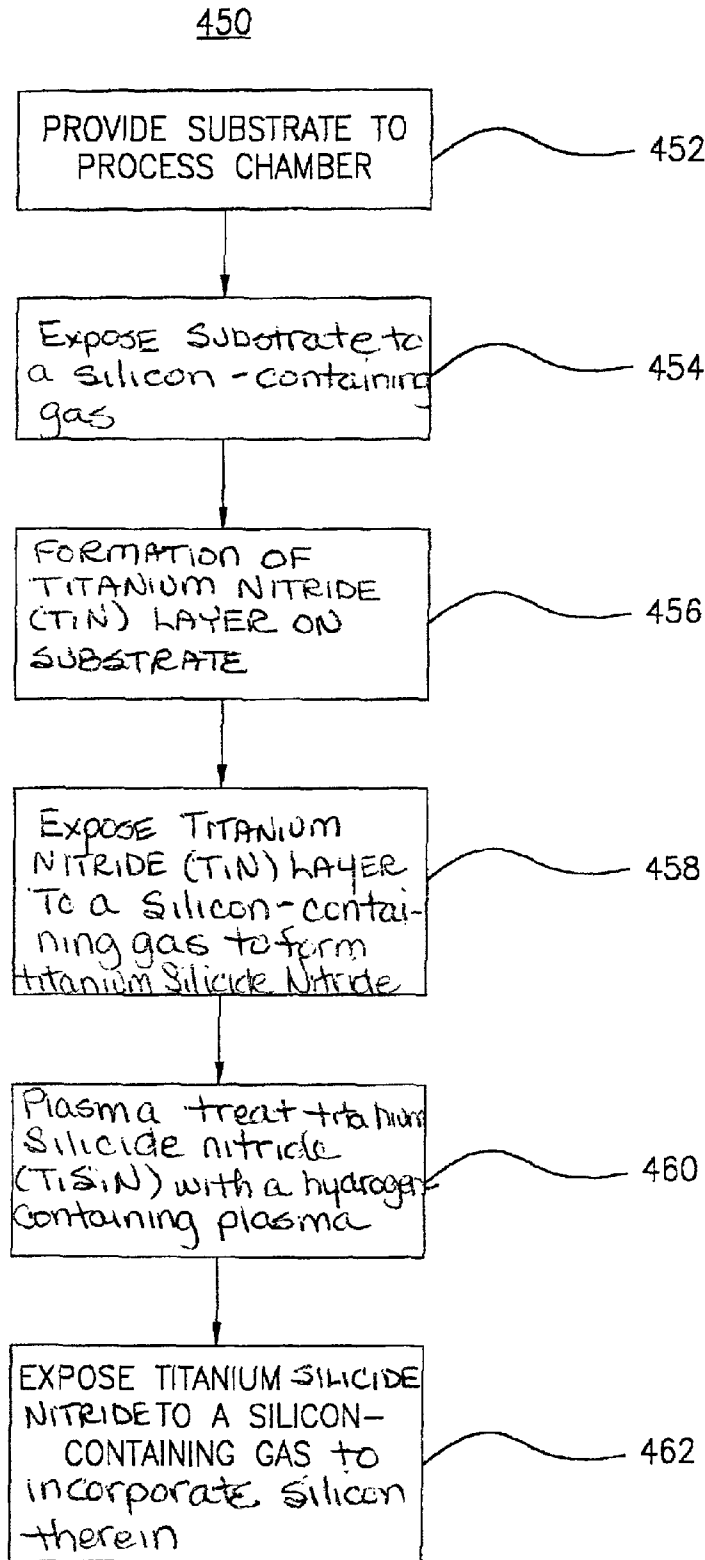 450
PROVIDE SUBSTRATE TO
PROCESS CHAMBER
452
Expose Substrate to
a silicon-containing
gas
454
FORMATION OF
TITANIUM NITRIDE
(TiN) LAYER ON
SUBSTRATE
456
Expose TITANIUM
NITRIDE (TiN) LAYER
To a Silicon-contai-
ning gas to form
titanium Silicide Nitride
458
Plasma treat titanium
Silicide nitride
(TiSiN) with a hydrogen-
containing plasma
460
EXPOSE TITANIUM SILICIDE
NITRIDE TO A SILICON-
CONTAINING GAS to
incorporate silicon
therein
462